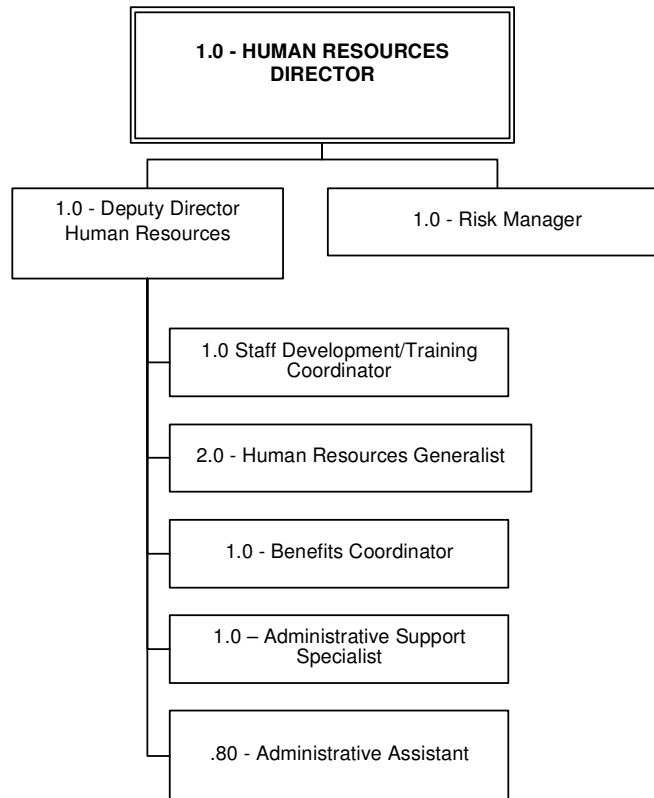 1.0 - HUMAN RESOURCES
DIRECTOR
1.0 - Deputy Director
Human Resources
1.0 - Risk Manager
1.0 Staff Development/Training
Coordinator
2.0 - Human Resources Generalist
1.0 - Benefits Coordinator
1.0 – Administrative Support
Specialist
.80 - Administrative Assistant